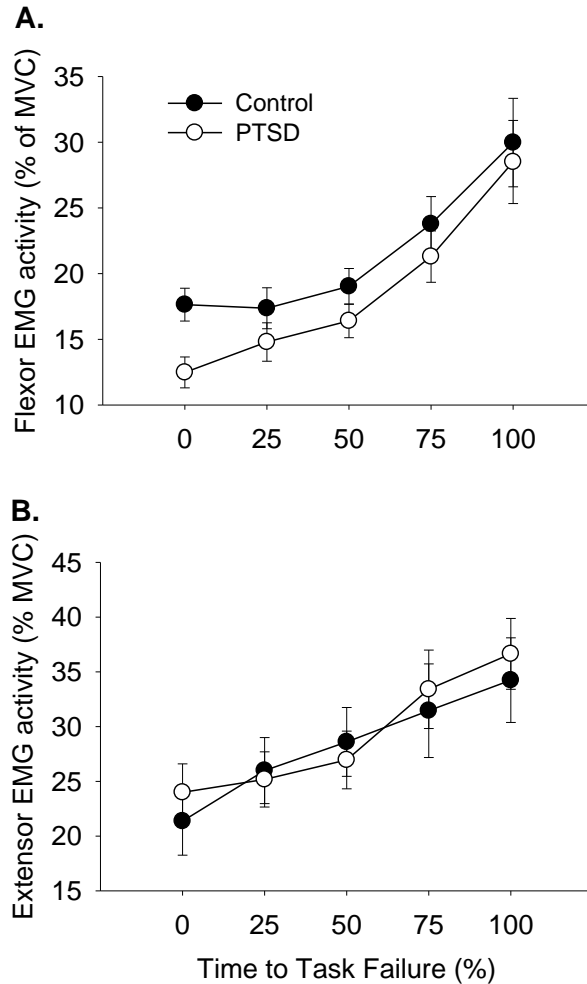 A.
Flexor EMG activity (% of MVC)
35
30
25
20
15
10
Control
PTSD
0 25 50 75 100
B.
Extensor EMG activity (% MVC)
45
40
35
30
25
20
15
0 25 50 75 100
Time to Task Failure (%)